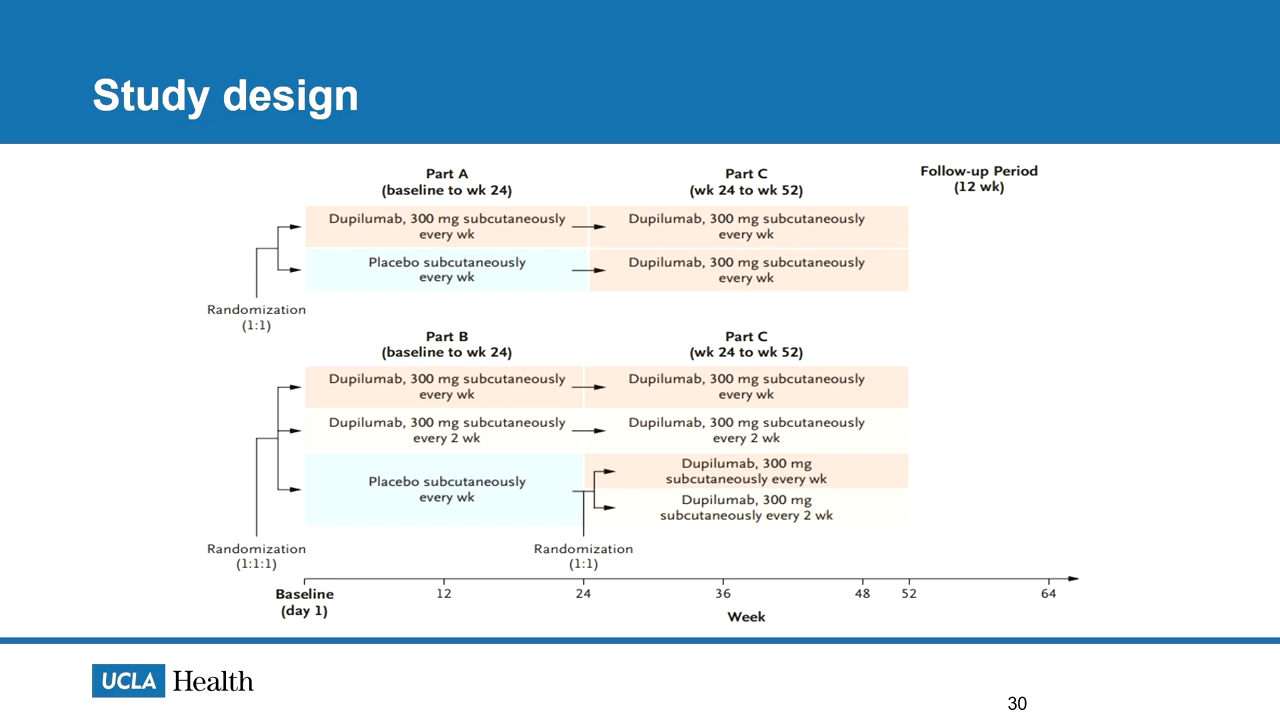 Study design
Part A
(baseline to wk 24)
Part C
(wk 24 to wk 52)
Follow-up Period
(12 wk)
Dupilumab, 300 mg subcutaneously
every wk
Dupilumab, 300 mg subcutaneously
every wk
Placebo subcutaneously
every wk
Dupilumab, 300 mg subcutaneously
every wk
Randomization
(1:1)
Part B
(baseline to wk 24)
Part C
(wk 24 to wk 52)
Dupilumab, 300 mg subcutaneously
every wk
Dupilumab, 300 mg subcutaneously
every wk
Dupilumab, 300 mg subcutaneously
every 2 wk
Dupilumab, 300 mg subcutaneously
every 2 wk
Placebo subcutaneously
every wk
Dupilumab, 300 mg
subcutaneously every wk
Dupilumab, 300 mg
subcutaneously every 2 wk
Randomization
(1:1:1)
Randomization
(1:1)
Baseline
(day 1)
12
24
36
48
52
64
Week
UCLA Health
30